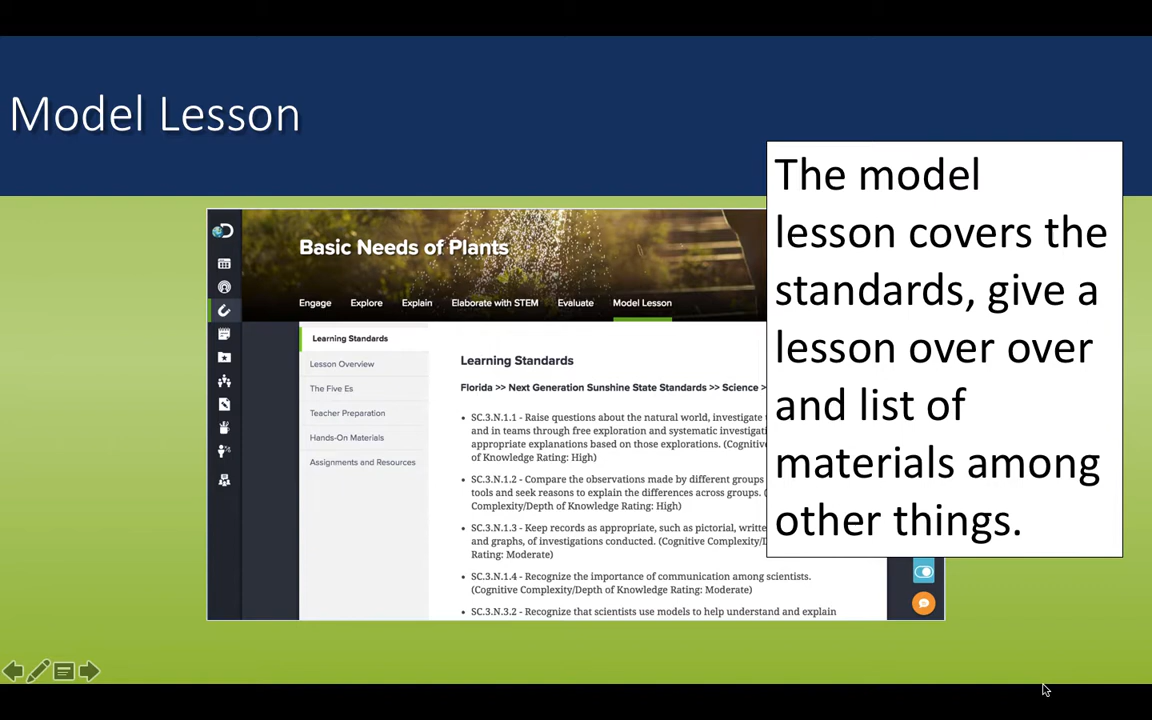 Model Lesson
The model
lesson covers the
standards, give a
lesson over over
and list of
materials among
other things.
Basic Needs of Plants
Engage Explore Explain Elaborate with STEM Evaluate Model Lesson
Learning Standards
Lesson Overview
The Five Es
Teacher Preparation
Hands-On Materials
Assignments and Resources
Learning Standards
Florida >> Next Generation Sunshine State Standards >> Science >
• SC.3.N.1.1 - Raise questions about the natural world, investigate
and in teams through free exploration and systematic
appropriate explanations based on those explorations. (Cognitive
of Knowledge Rating: High)
• SC.3.N.1.2 - Compare the observations made by different groups
tools and seek reasons to explain the differences across groups. (
Complexity/Depth of Knowledge Rating: High)
• SC.3.N.1.3 - Keep records as appropriate, such as pictorial,
and graphs, of investigations conducted. (Cognitive
Rating: Moderate)
• SC.3.N.1.4 - Recognize the importance of communication among scientists.
(Cognitive Complexity/Depth of Knowledge Rating: Moderate)
• SC.3.N.3.2 - Recognize that scientists use models to help understand and explain